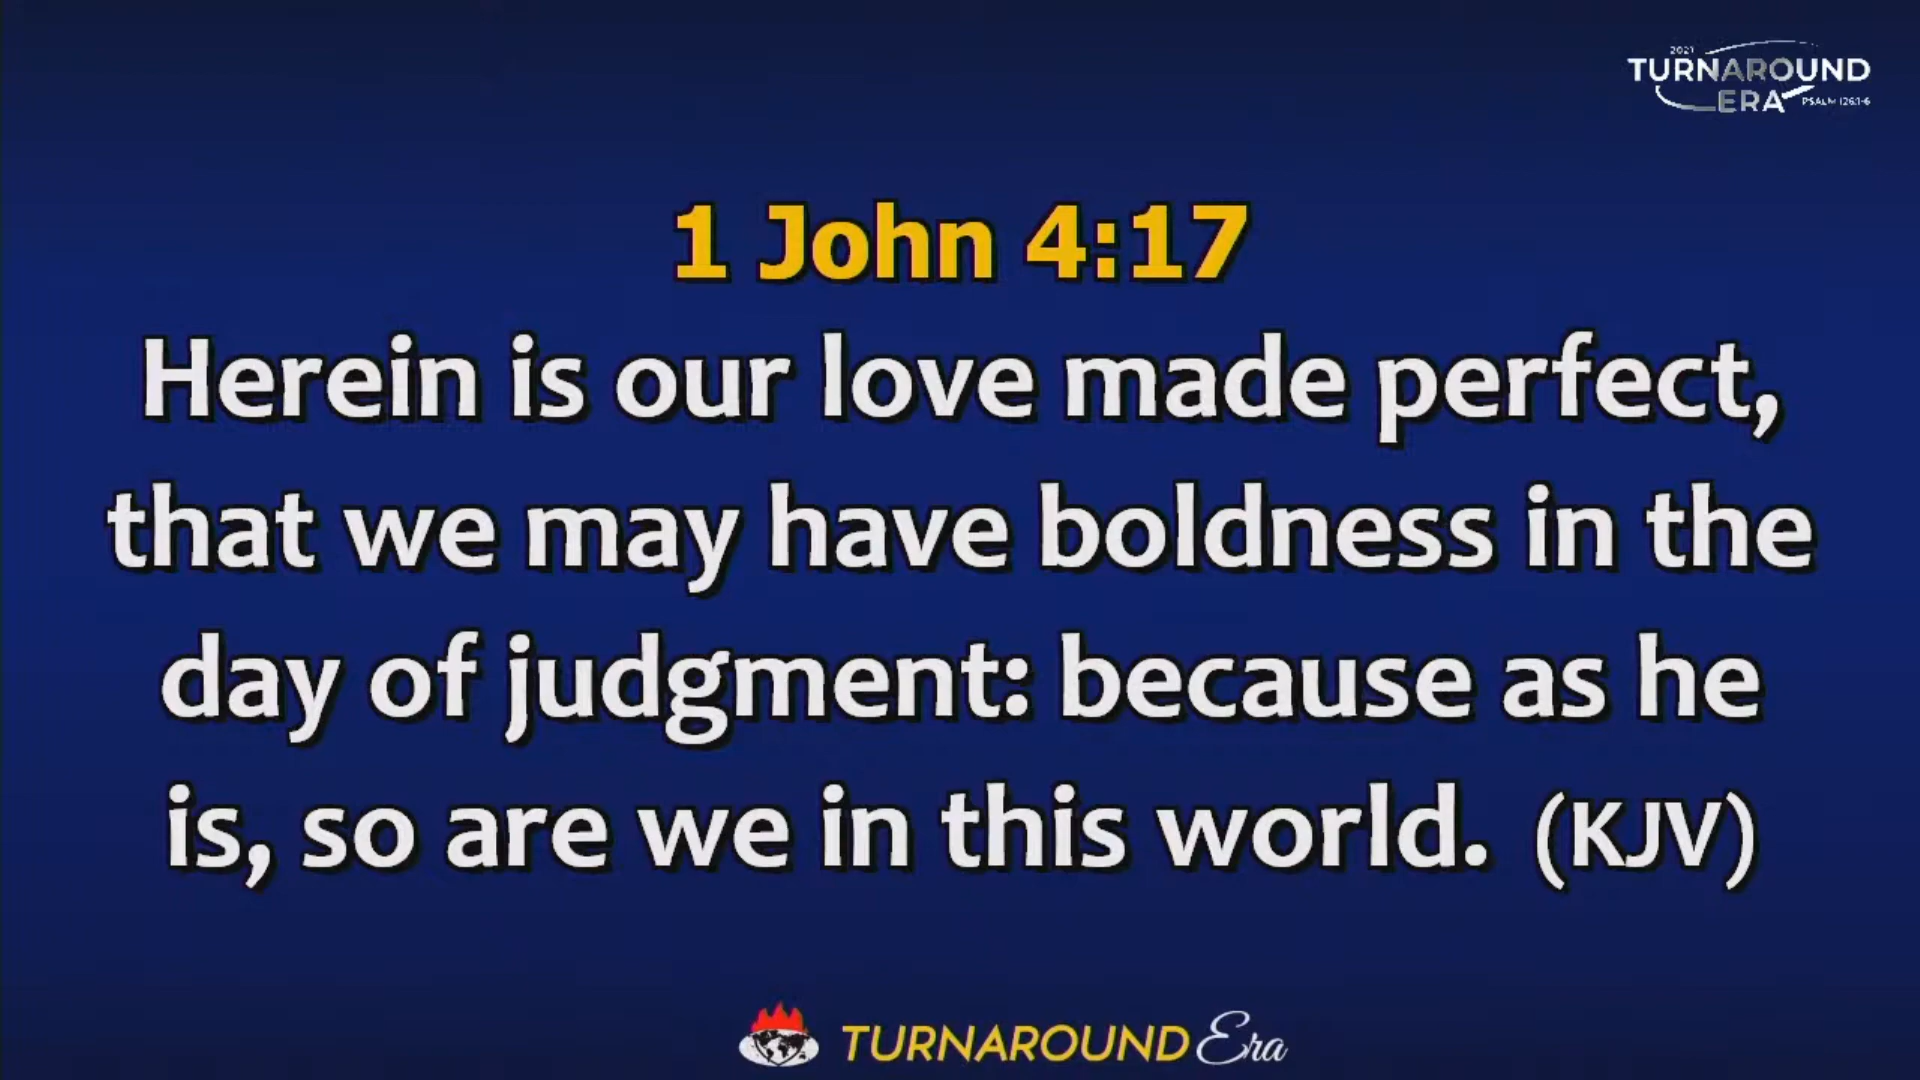 2021
TURNAROUND
ERA PSALM 126:1-6
1 John 4:17
Herein is our love made perfect,
that we may have boldness in the
day of judgment: because as he
is, so are we in this world. (KJV)
TURNAROUND Era